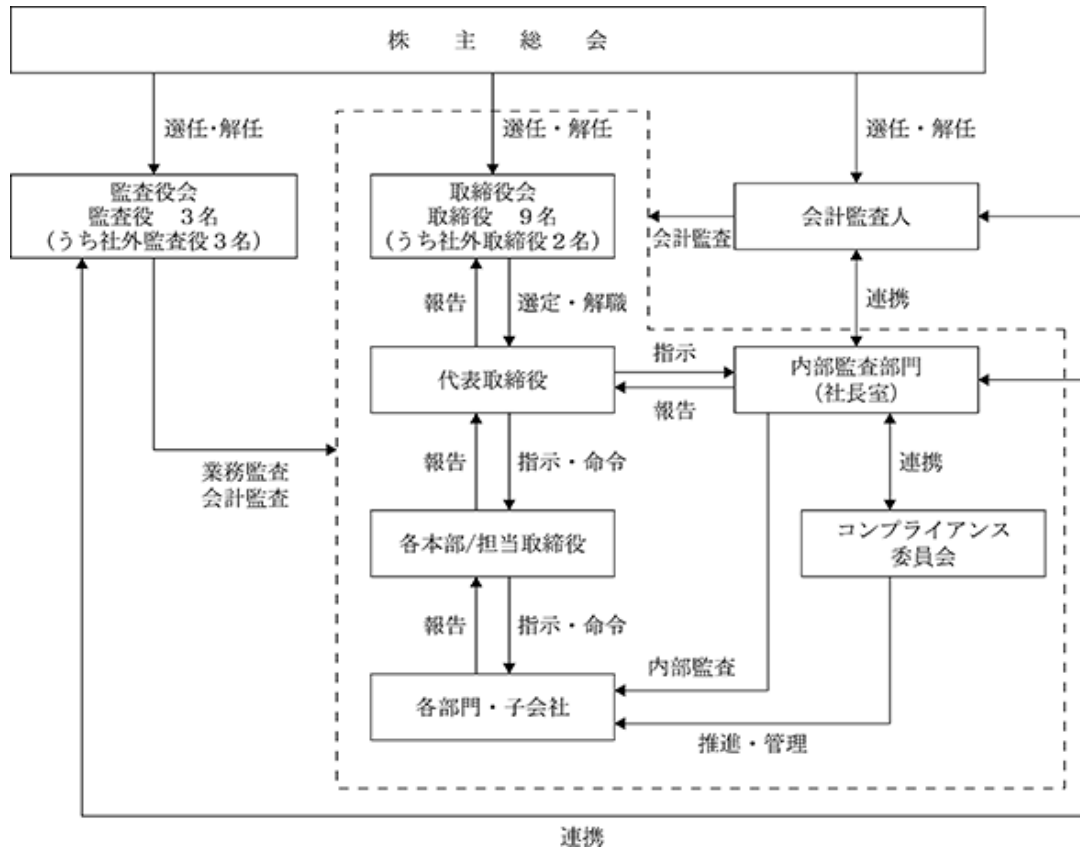 株 主 総 会
選任・解任
選任・解任
選任・解任
監査役会
監査役 3名
(うち社外監査役3名)
取締役会
取締役 9名
(うち社外取締役2名)
会計監査人
会計監査
報告
選定・解職
連携
代表取締役
指示
報告
内部監査部門
(社長室)
業務監査
会計監査
報告
指示・命令
連携
各本部/担当取締役
コンプライアンス
委員会
報告
指示・命令
内部監査
各部門・子会社
推進・管理
連携